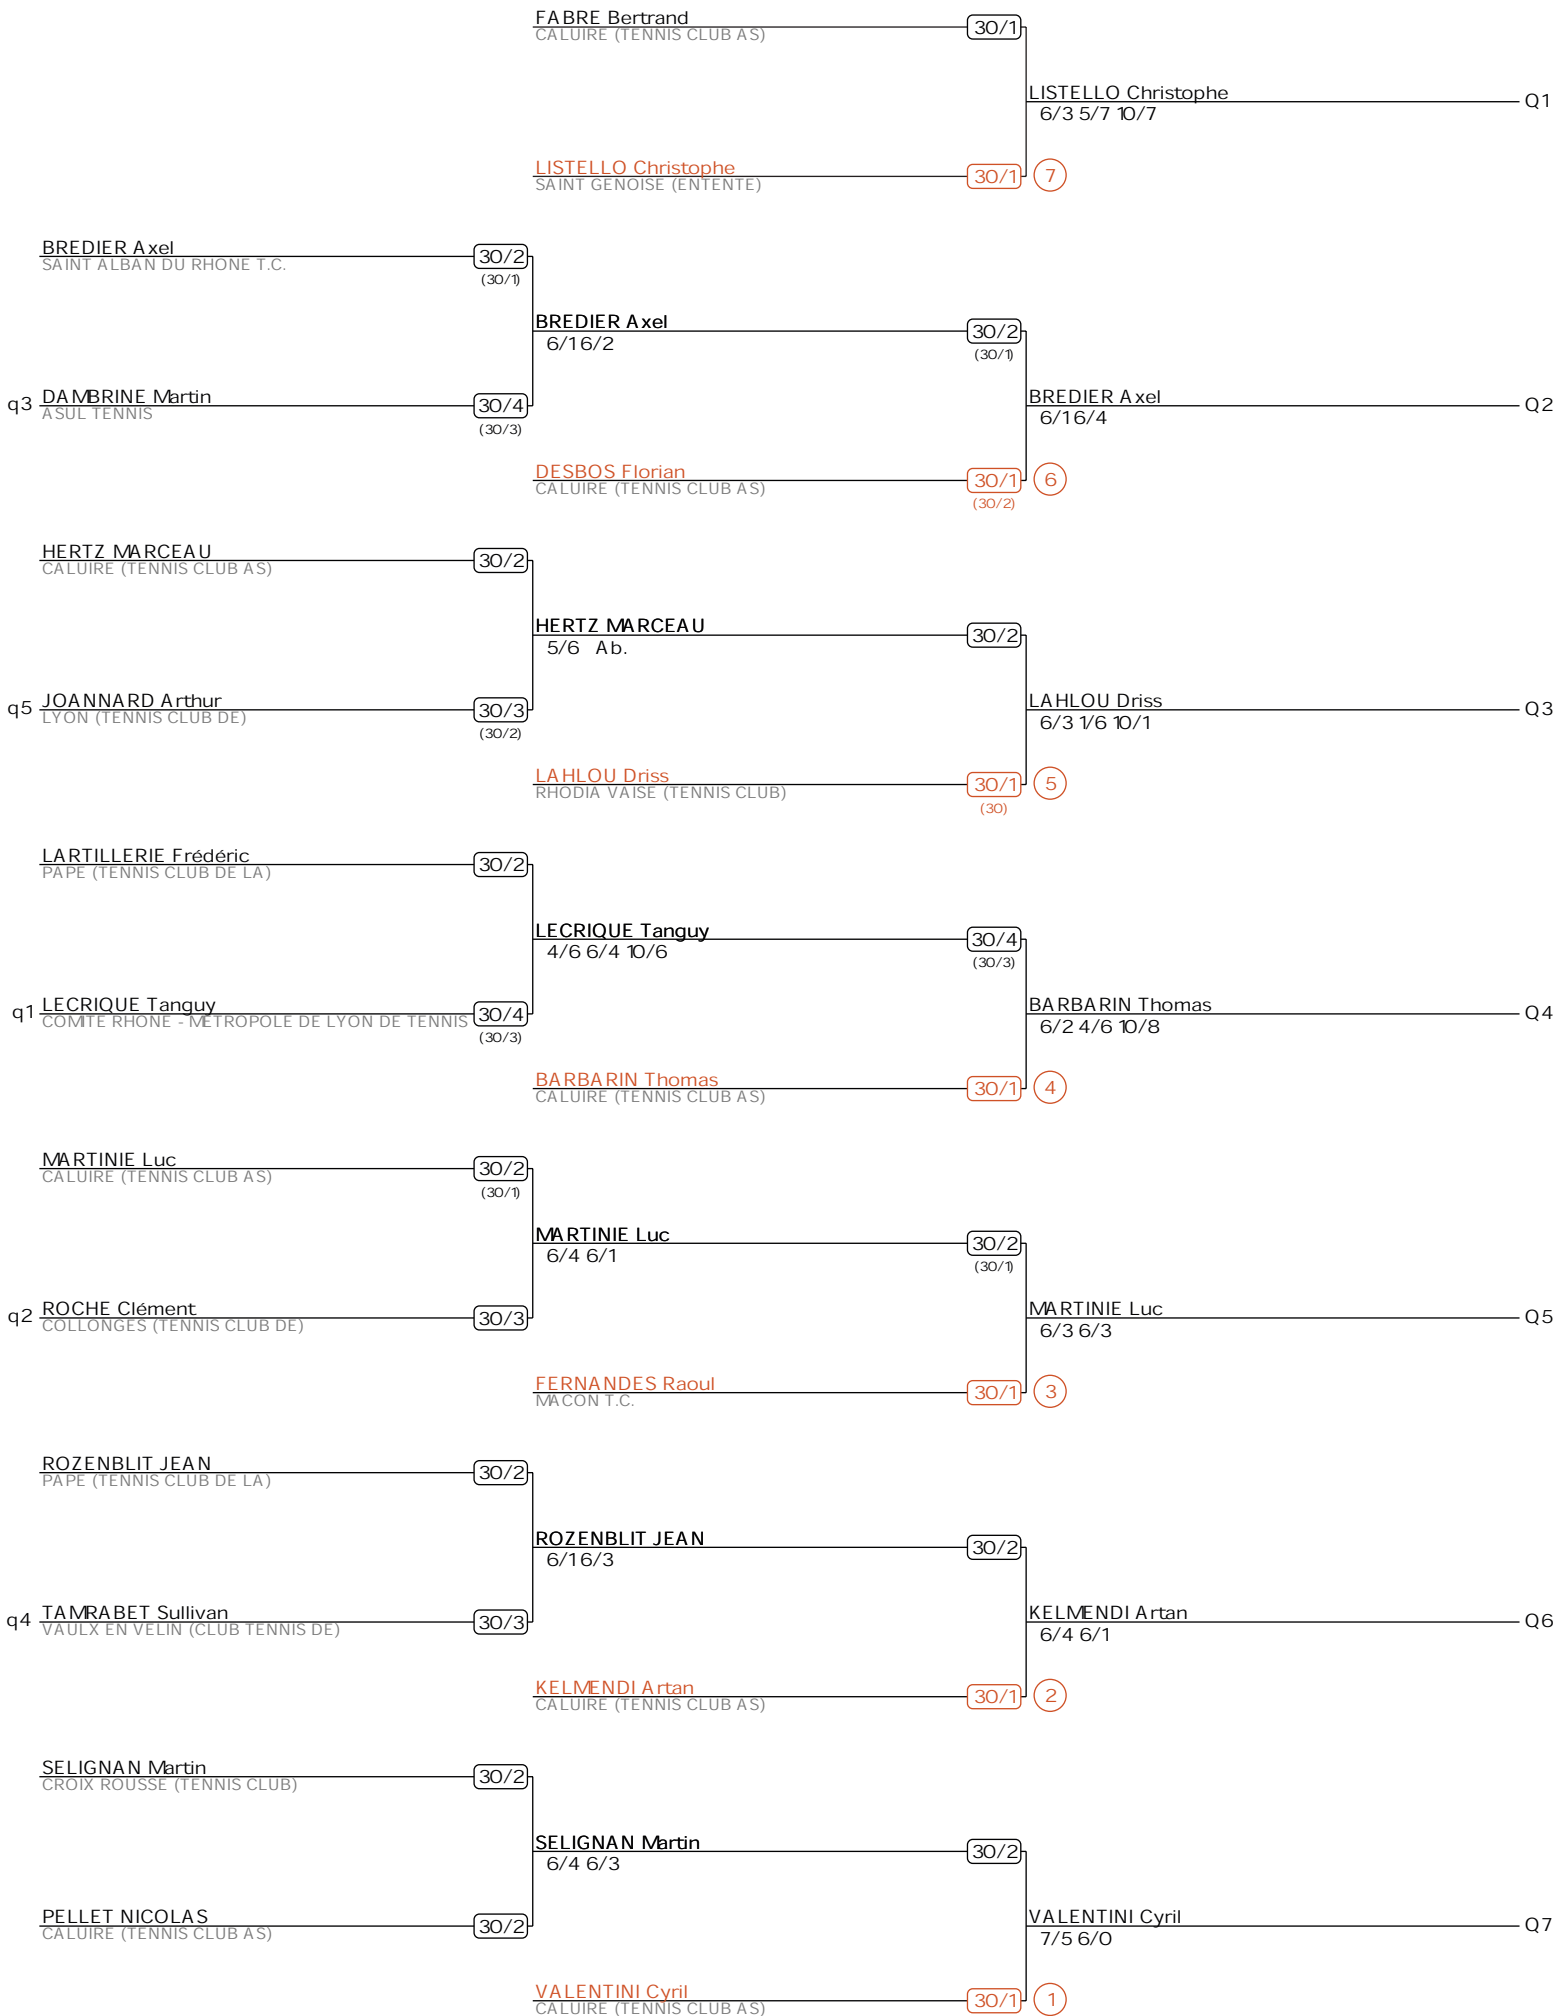 FABRE Bertrand
CALUIRE (TENNIS CLUB AS)
30/1
LISTELLO Christophe
6/3 5/7 10/7
Q1
LISTELLO Christophe
SAINT GENOISE (ENTENTE)
30/1
7
BREDIER Axel
SAINT ALBAN DU RHONE T.C.
30/2
(30/1)
BREDIER Axel
6/1 6/2
30/2
(30/1)
q3
DAMBRINE Martin
ASUL TENNIS
30/4
(30/3)
BREDIER Axel
6/1 6/4
Q2
DESBOS Florian
CALUIRE (TENNIS CLUB AS)
30/1
(30/2)
6
HERTZ MARCEAU
CALUIRE (TENNIS CLUB AS)
30/2
HERTZ MARCEAU
5/6 Ab.
30/2
q5
JOANNARD Arthur
LYON (TENNIS CLUB DE)
30/3
(30/2)
LAHLOU Driss
6/3 1/6 10/1
Q3
LAHLOU Driss
RHODIA VAISE (TENNIS CLUB)
30/1
(30)
5
LARTILLERIE Frédéric
PAPE (TENNIS CLUB DE LA)
30/2
LECRIQUE Tanguy
4/6 6/4 10/6
30/4
(30/3)
q1
LECRIQUE Tanguy
COMITE RHONE - METROPOLE DE LYON DE TENNIS
30/4
(30/3)
BARBARIN Thomas
6/2 4/6 10/8
Q4
BARBARIN Thomas
CALUIRE (TENNIS CLUB AS)
30/1
4
MARTINIE Luc
CALUIRE (TENNIS CLUB AS)
30/2
(30/1)
MARTINIE Luc
6/4 6/1
30/2
(30/1)
q2
ROCHE Clément
COLLONGES (TENNIS CLUB DE)
30/3
MARTINIE Luc
6/3 6/3
Q5
FERNANDES Raoul
MACON T.C.
30/1
3
ROZENBLIT JEAN
PAPE (TENNIS CLUB DE LA)
30/2
ROZENBLIT JEAN
6/1 6/3
30/2
q4
TAMRABET Sullivan
VAULX EN VELIN (CLUB TENNIS DE)
30/3
KELMENDI Artan
6/4 6/1
Q6
KELMENDI Artan
CALUIRE (TENNIS CLUB AS)
30/1
2
SELIGNAN Martin
CROIX ROUSSE (TENNIS CLUB)
30/2
SELIGNAN Martin
6/4 6/3
30/2
PELLET NICOLAS
CALUIRE (TENNIS CLUB AS)
30/2
VALENTINI Cyril
7/5 6/0
Q7
VALENTINI Cyril
CALUIRE (TENNIS CLUB AS)
30/1
1